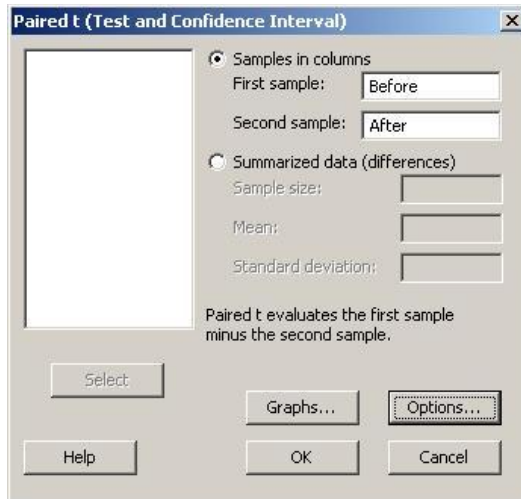 Paired t (Test and Confidence Interval)
Samples in columns
First sample: Before
Second sample: After
Summarized data (differences)
Sample size:
Mean:
Standard deviation:
Paired t evaluates the first sample
minus the second sample.
Select
Graphs... Options...
Help OK Cancel